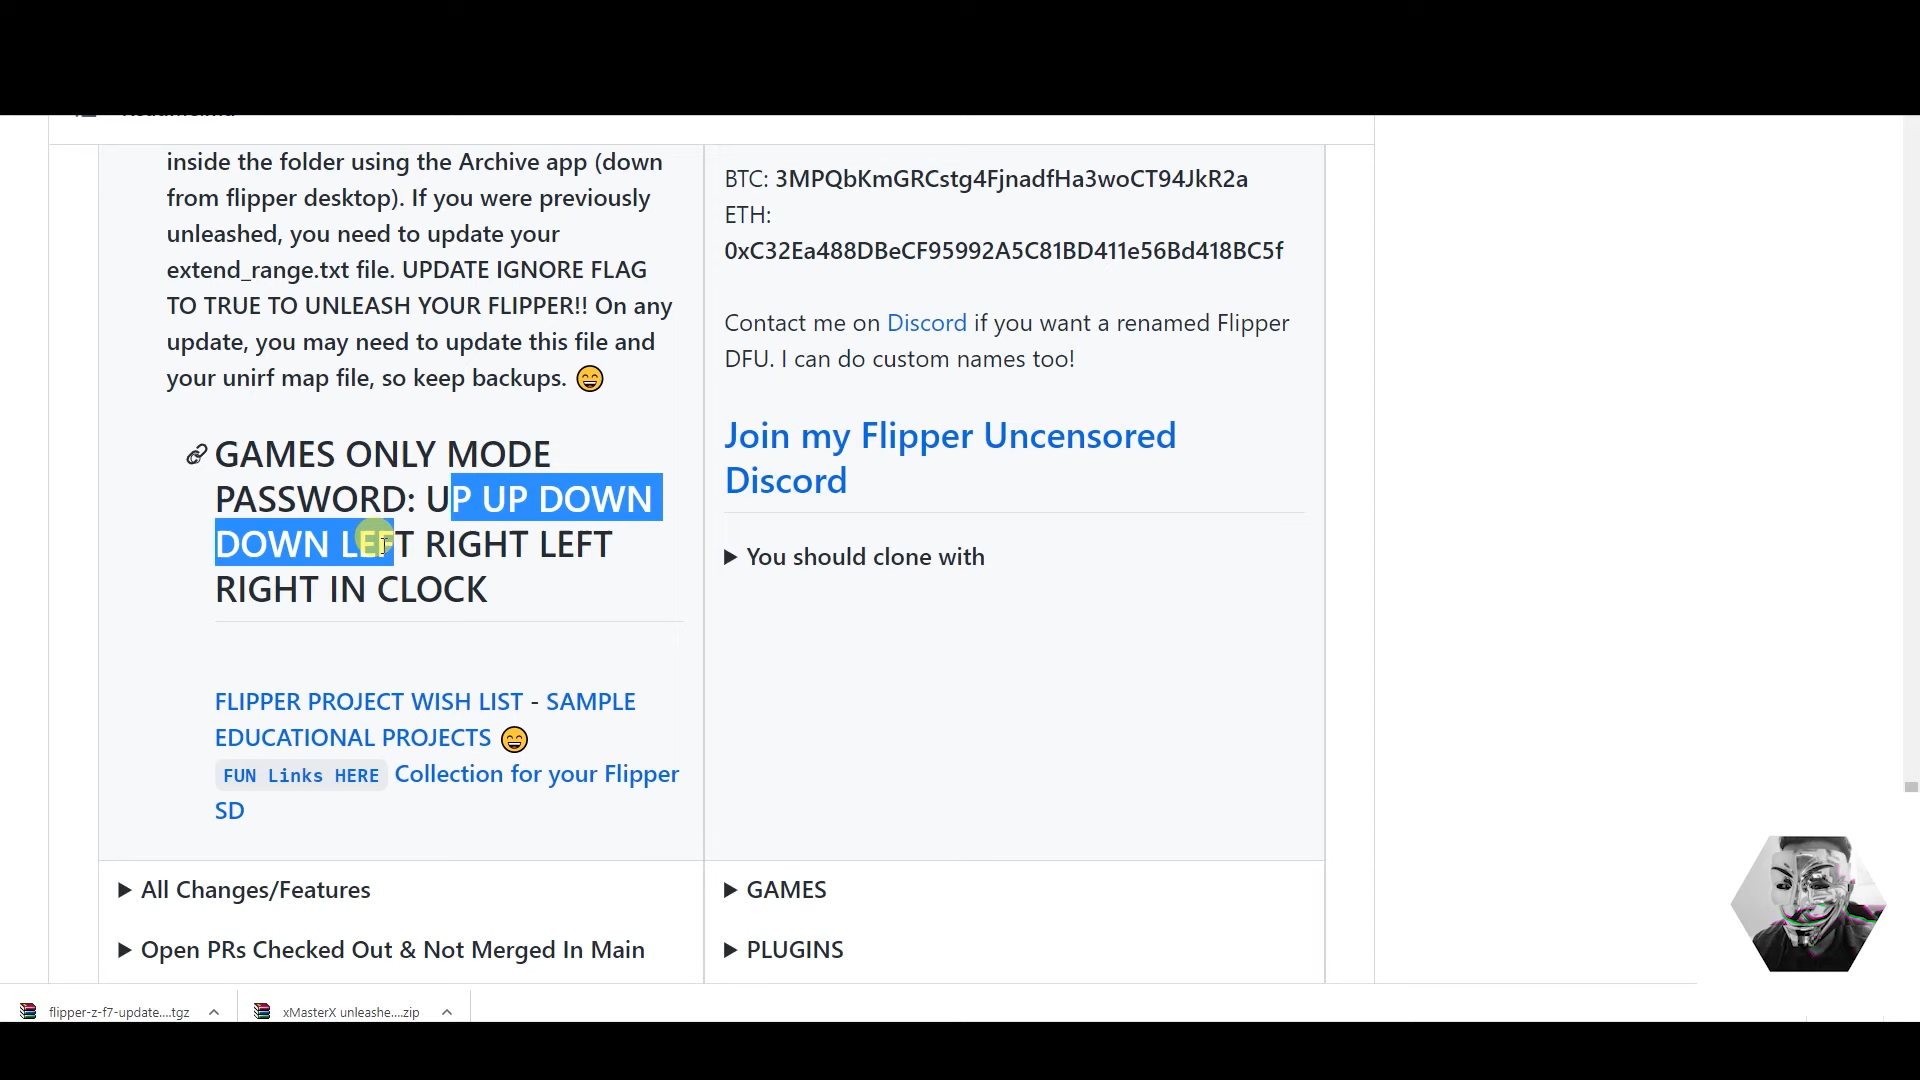 inside the folder using the Archive app (down
from flipper desktop). If you were previously
unleashed, you need to update your
extend_range.txt file. UPDATE IGNORE FLAG
TO TRUE TO UNLEASH YOUR FLIPPER!! On any
update, you may need to update this file and
your unirf map file, so keep backups. 😄
GAMES ONLY MODE
PASSWORD: UP UP DOWN
DOWN LEFT RIGHT LEFT
RIGHT IN CLOCK
FLIPPER PROJECT WISH LIST - SAMPLE
EDUCATIONAL PROJECTS 😄
FUN Links HERE Collection for your Flipper
SD
BTC: 3MPQbKmGRCstg4FjnadfHa3woCT94JkR2a
ETH:
0xC32Ea488DBeCF95992A5C81BD411e56Bd418BC5f
Contact me on Discord if you want a renamed Flipper
DFU. I can do custom names too!
Join my Flipper Uncensored
Discord
▶ You should clone with
▶ All Changes/Features
▶ GAMES
▶ Open PRs Checked Out & Not Merged In Main
▶ PLUGINS
flipper-z-f7-update....tgz
xMasterX unleashe....zip